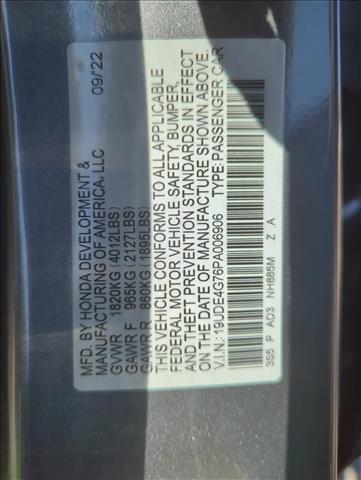 MFD. BY HONDA DEVELOPMENT & 09/22
MANUFACTURING OF AMERICA, LLC
GVWR 1820KG (4012LBS)
GAWR F 965KG (2127LBS)
GAWR R 860KG (1895LBS)
THIS VEHICLE CONFORMS TO ALL APPLICABLE
FEDERAL MOTOR VEHICLE SAFETY, BUMPER,
AND THEFT PREVENTION STANDARDS IN EFFECT
ON THE DATE OF MANUFACTURE SHOWN ABOVE.
V.I.N.: 19UDE4G76PA006906 TYPE: PASSENGER CAR
3S5 P AD3 NH885M Z A